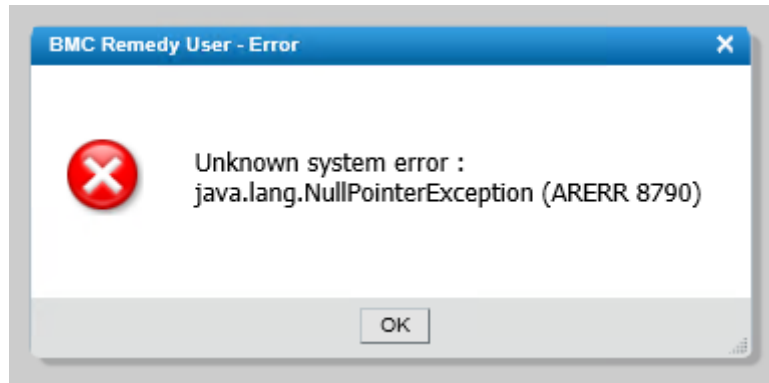 BMC Remedy User - Error
Unknown system error :
java.lang.NullPointerException (ARERR 8790)
OK